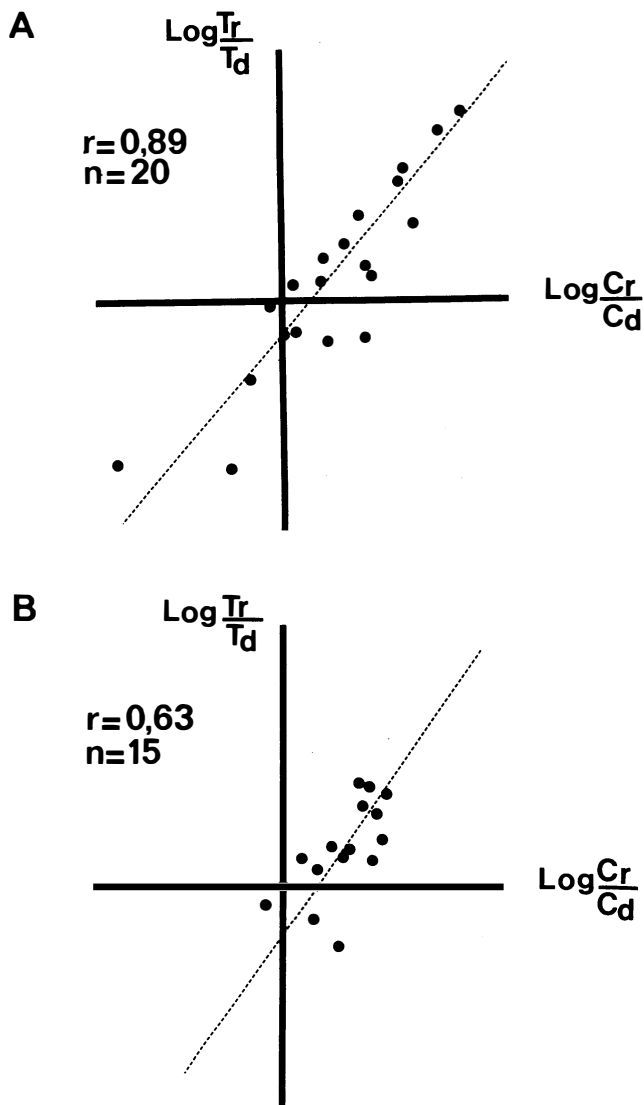 A
Log Tr/Td
r=0,89
n=20
Log Cr/Cd
B
Log Tr/Td
r=0,63
n=15
Log Cr/Cd